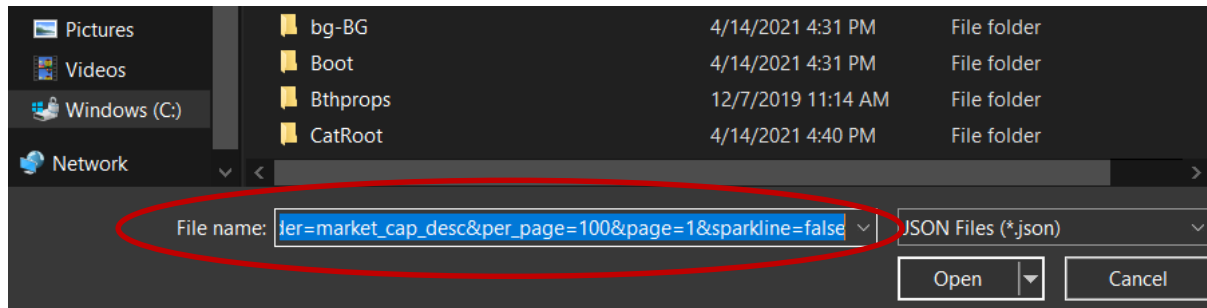 Pictures
Videos
Windows (C:)
Network
bg-BG 4/14/2021 4:31 PM File folder
Boot 4/14/2021 4:31 PM File folder
Bthprops 12/7/2019 11:14 AM File folder
CatRoot 4/14/2021 4:40 PM File folder
File name: der=market_cap_desc&per_page=100&page=1&sparkline=false JSON Files (*.json)
Open Cancel